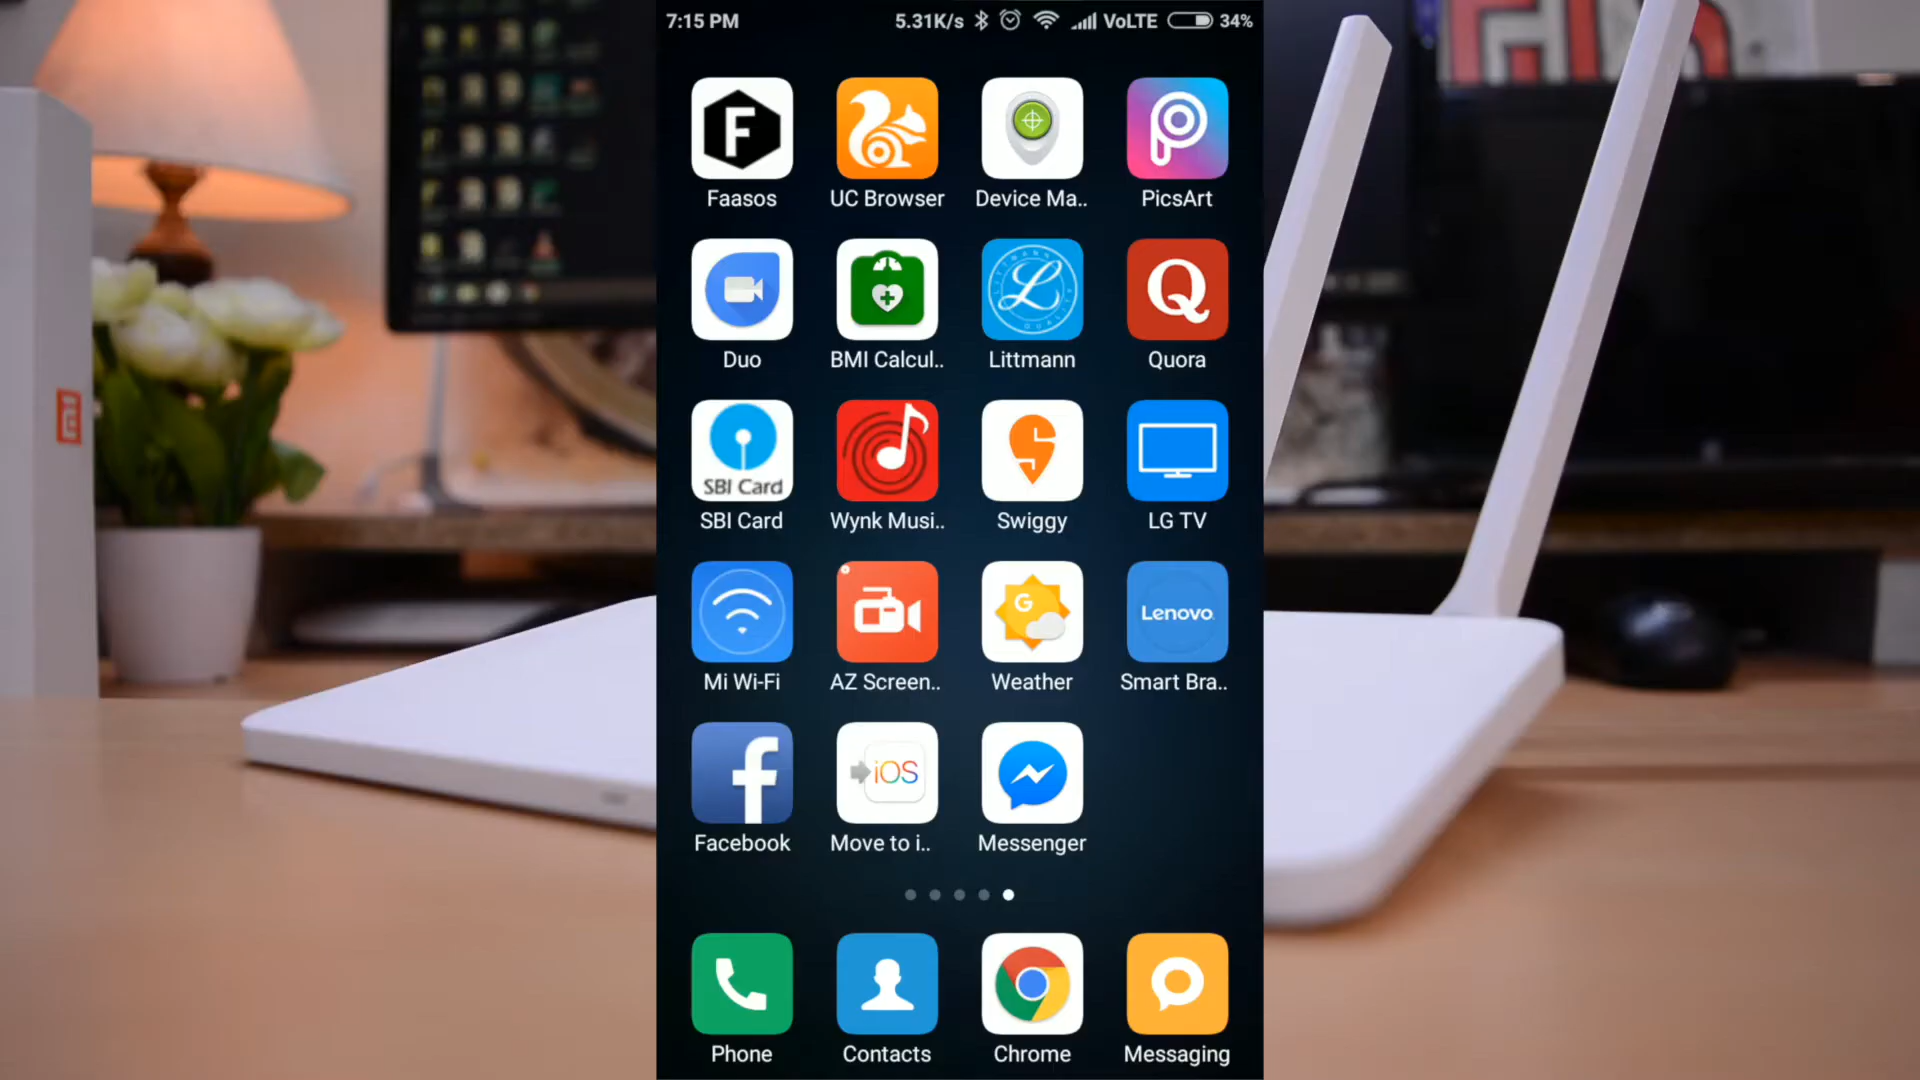 7:15 PM 5.31K/s VoLTE 34%
F
Faasos UC Browser Device Ma.. PicsArt
L Q
Duo BMI Calcul.. Littmann Quora
SBI Card
SBI Card Wynk Musi.. Swiggy LG TV
G Lenovo
Mi Wi-Fi AZ Screen.. Weather Smart Bra..
f iOS
Facebook Move to i.. Messenger
Phone Contacts Chrome Messaging